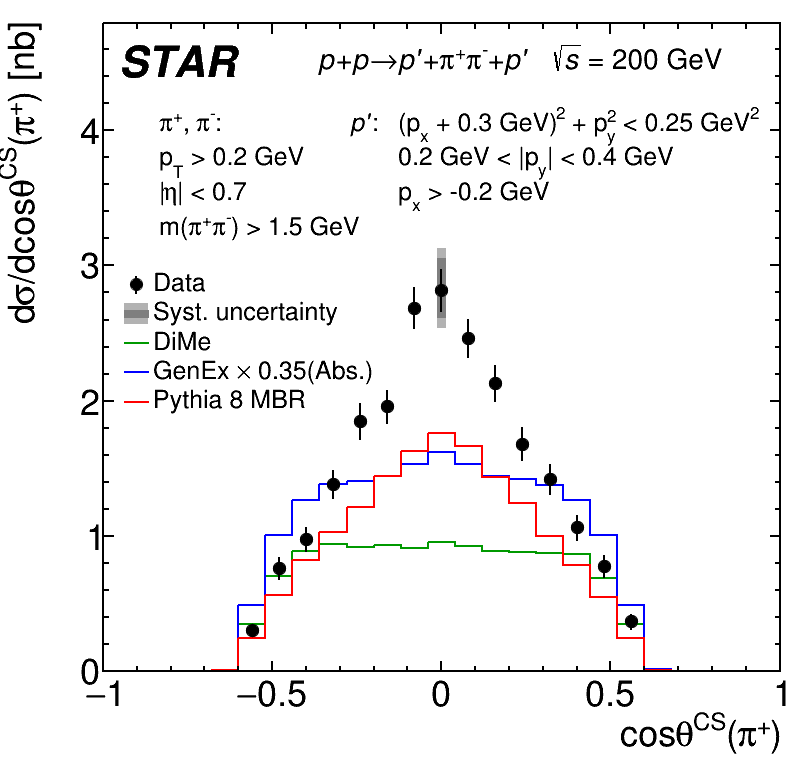 STAR p+p→p′+π⁺π⁻+p′ √s = 200 GeV
π⁺, π⁻: p′: (pₓ + 0.3 GeV)² + p_y² < 0.25 GeV²
p_T > 0.2 GeV 0.2 GeV < |p_y| < 0.4 GeV
|η| < 0.7 pₓ > -0.2 GeV
m(π⁺π⁻) > 1.5 GeV
Data
Syst. uncertainty
DiMe
GenEx × 0.35(Abs.)
Pythia 8 MBR
dσ/dcosθ^CS(π⁺) [nb]
4
3
2
1
0
−1 −0.5 0 0.5 1
cosθ^CS(π⁺)